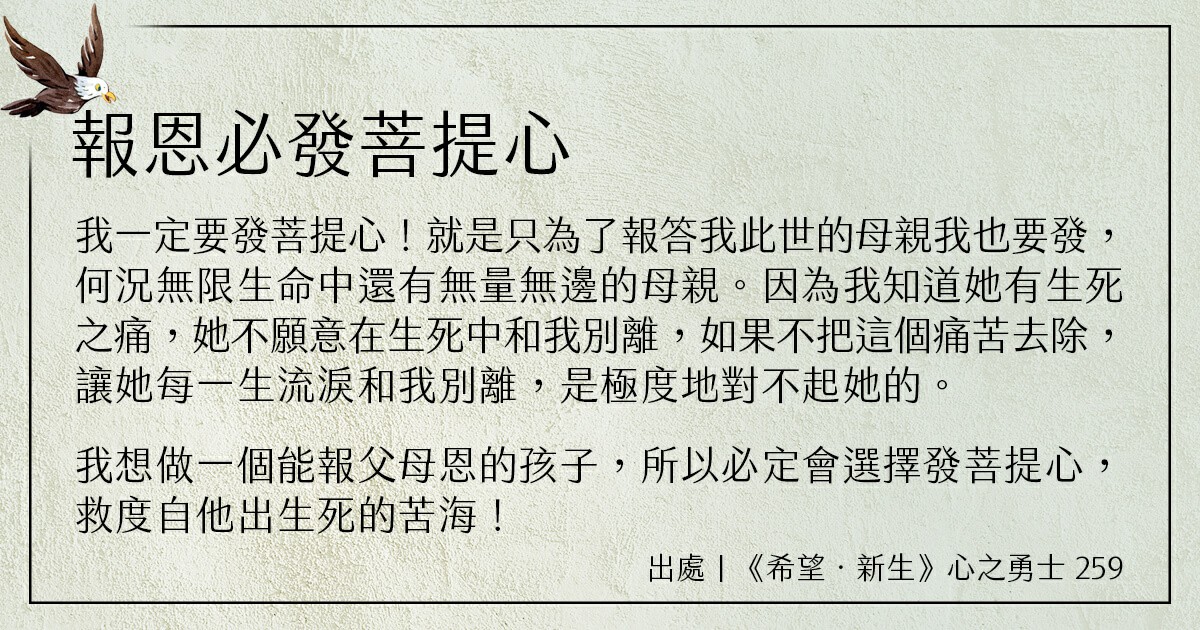 報恩必發菩提心
我一定要發菩提心！就是只為了報答我此世的母親我也要發，
何況無限生命中還有無量無邊的母親。因為我知道她有生死
之痛，她不願意在生死中和我別離，如果不把這個痛苦去除，
讓她每一生流淚和我別離，是極度地對不起她的。
我想做一個能報父母恩的孩子，所以必定會選擇發菩提心，
救度自他出生死的苦海！
出處｜《希望‧新生》心之勇士 259